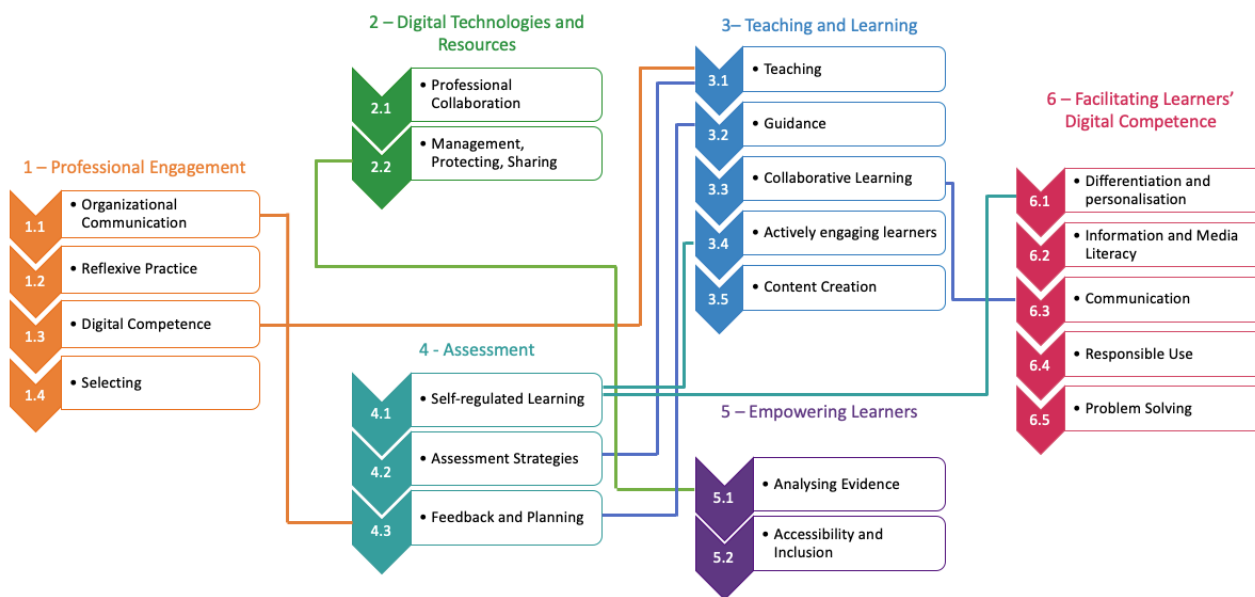 1 – Professional Engagement
1.1
• Organizational
Communication
1.2
• Reflexive Practice
1.3
• Digital Competence
1.4
• Selecting
2 – Digital Technologies and
Resources
2.1
• Professional
Collaboration
2.2
• Management,
Protecting, Sharing
3– Teaching and Learning
3.1
• Teaching
3.2
• Guidance
3.3
• Collaborative Learning
3.4
• Actively engaging learners
3.5
• Content Creation
4 - Assessment
4.1
• Self-regulated Learning
4.2
• Assessment Strategies
4.3
• Feedback and Planning
5 – Empowering Learners
5.1
• Analysing Evidence
5.2
• Accessibility and
Inclusion
6 – Facilitating Learners’
Digital Competence
6.1
• Differentiation and
personalisation
6.2
• Information and Media
Literacy
6.3
• Communication
6.4
• Responsible Use
6.5
• Problem Solving